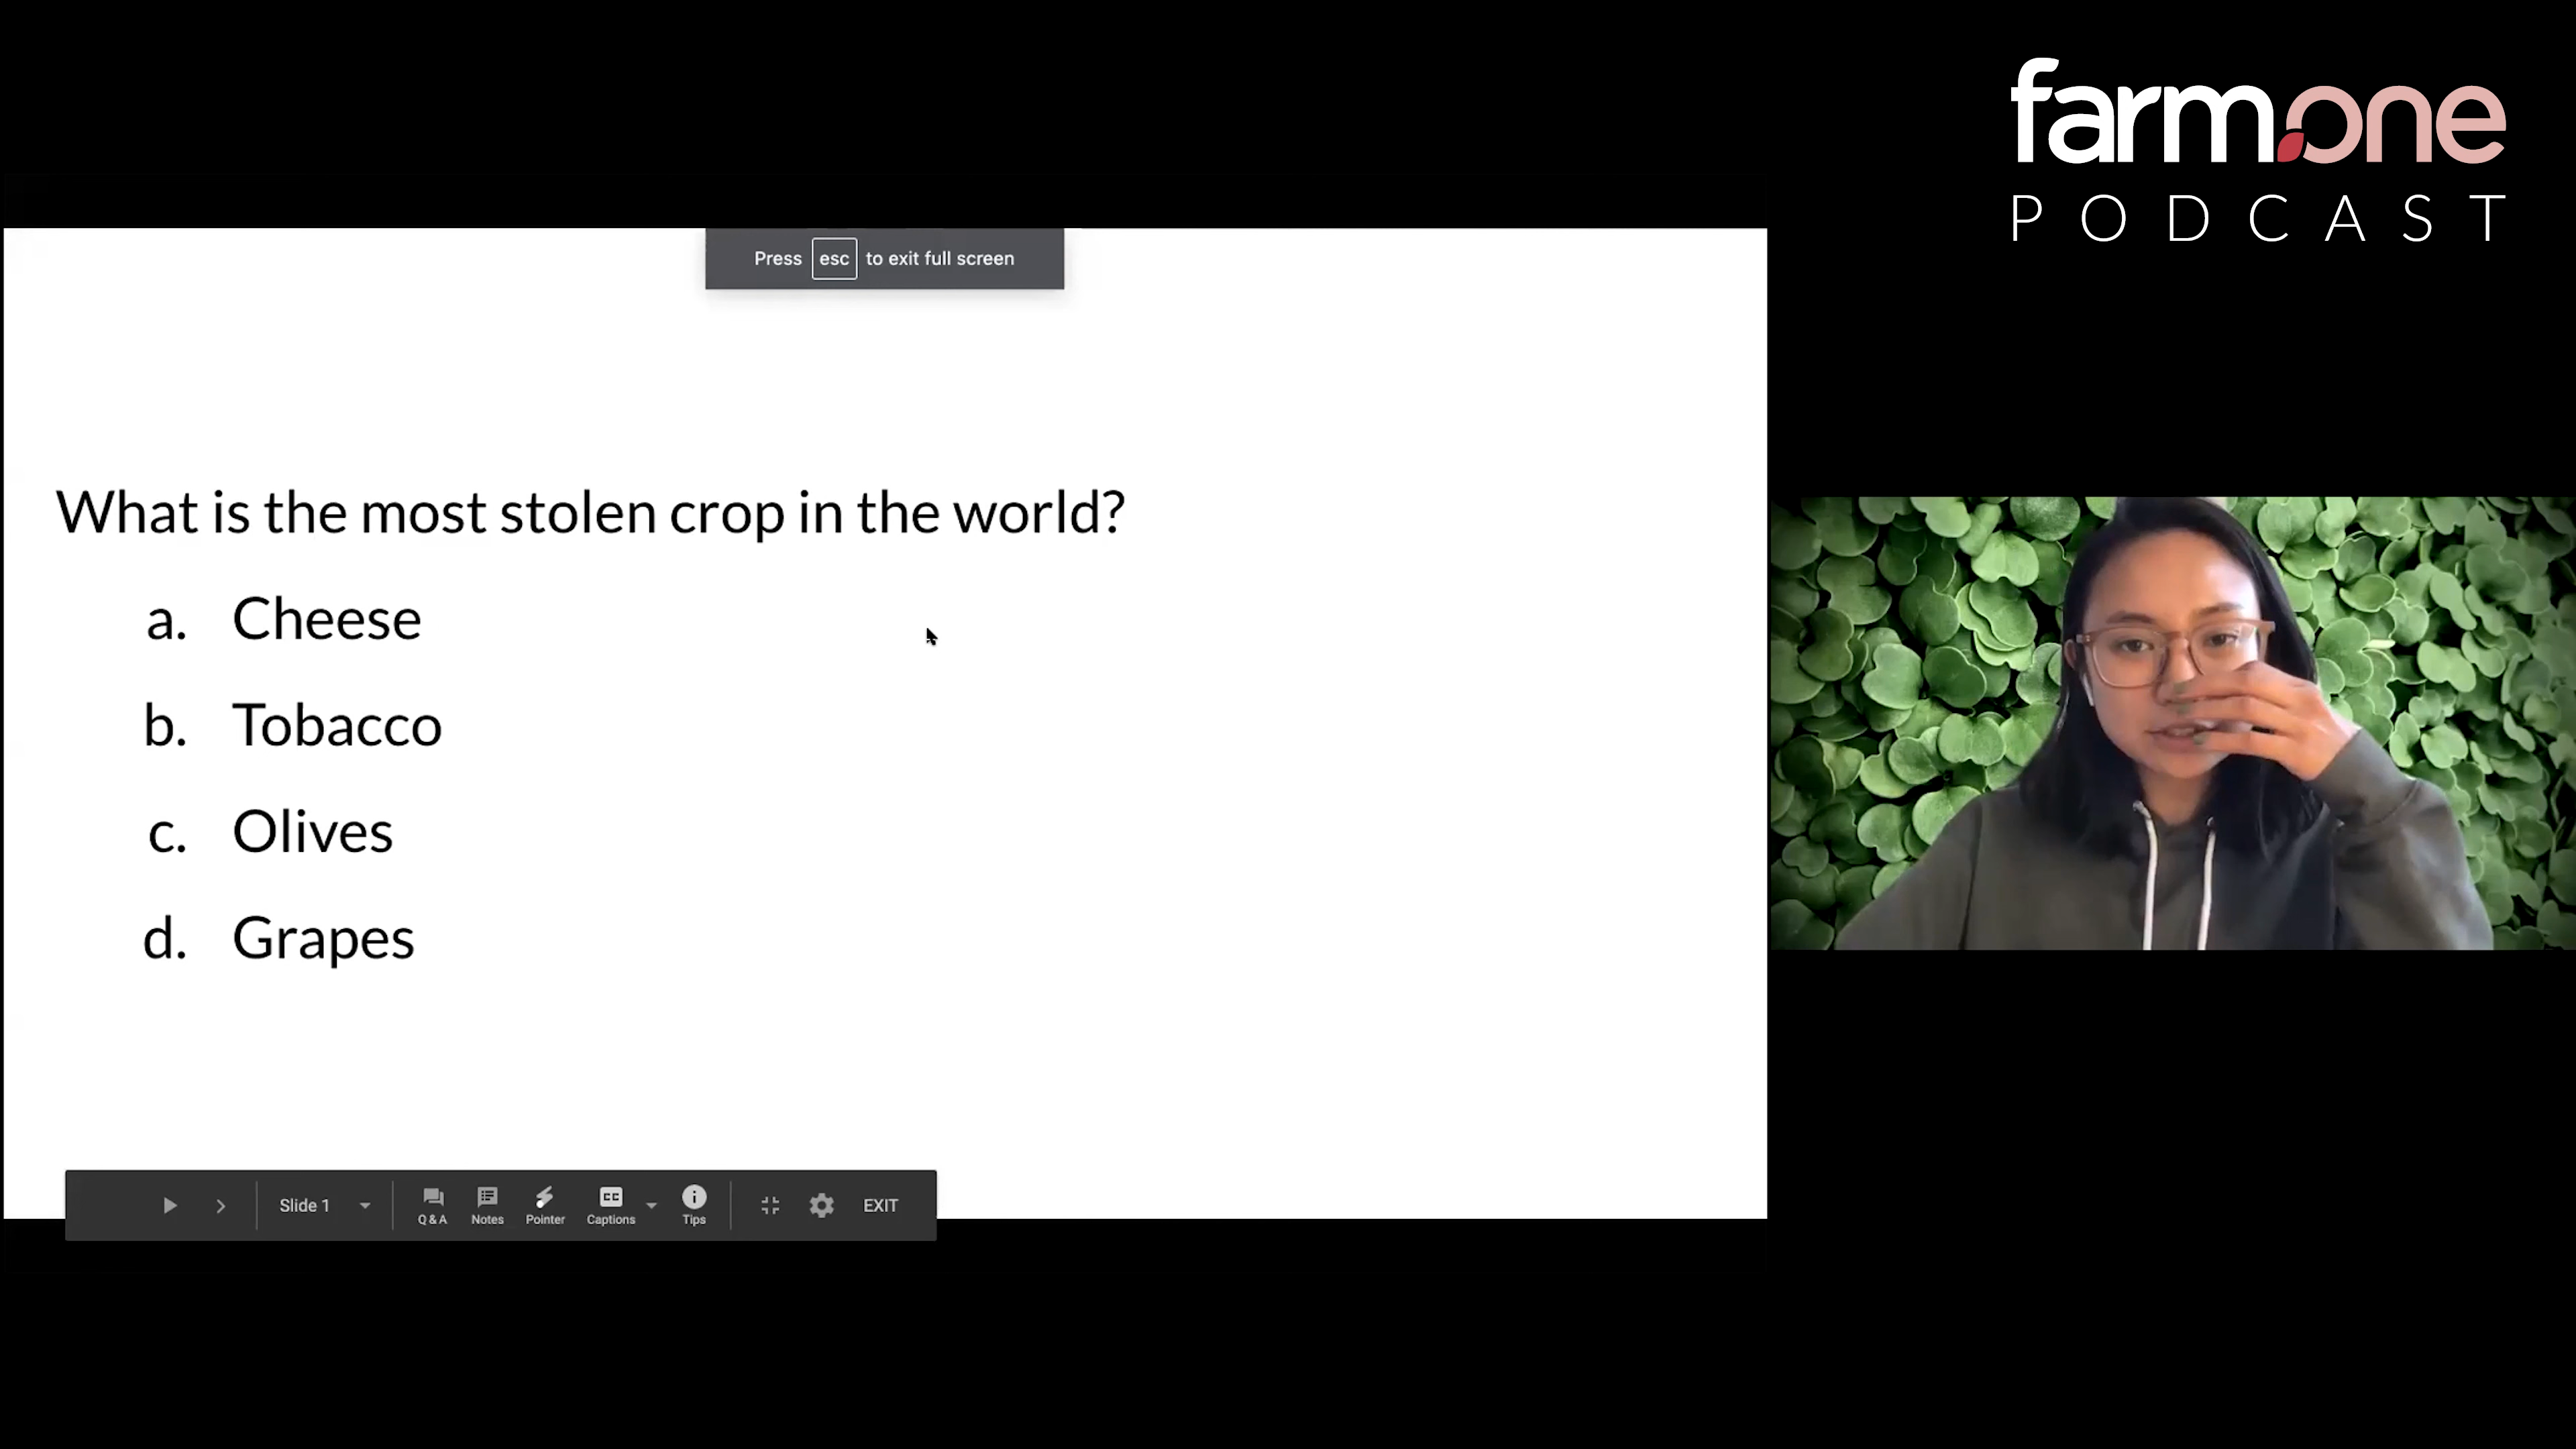 farm.one
PODCAST
Press esc to exit full screen
What is the most stolen crop in the world?
a. Cheese
b. Tobacco
c. Olives
d. Grapes
Slide 1
Q & A
Notes
CC
Pointer
Captions
Tips
EXIT